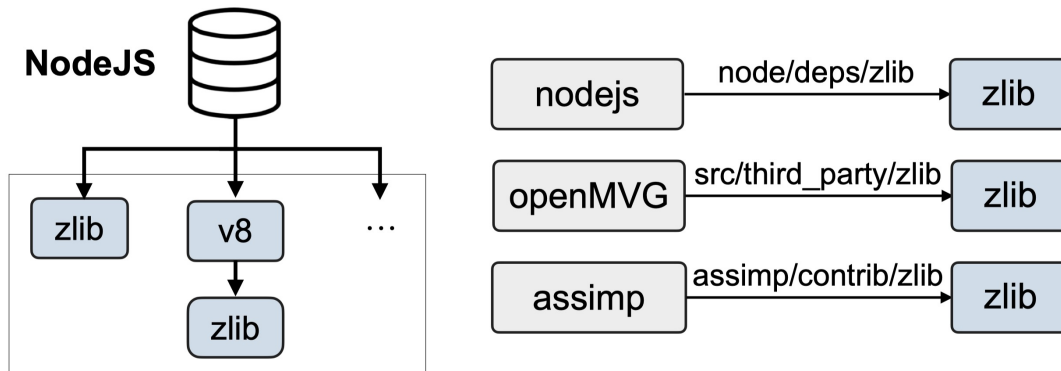 NodeJS
zlib
v8
...
zlib
nodejs
node/deps/zlib
zlib
openMVG
src/third_party/zlib
zlib
assimp
assimp/contrib/zlib
zlib